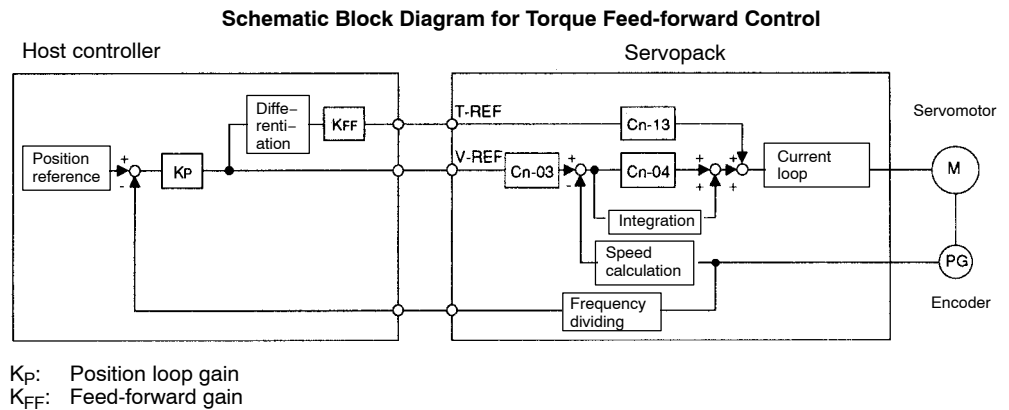 Schematic Block Diagram for Torque Feed-forward Control
Host controller
Servopack
Diffe–
renti–
ation
KFF
T-REF
Cn-13
Servomotor
Position
reference
+
-
KP
V-REF
Cn-03
+
-
Cn-04
+
+
+
+
Current
loop
M
Integration
Speed
calculation
PG
Frequency
dividing
Encoder
KP: Position loop gain
KFF: Feed-forward gain